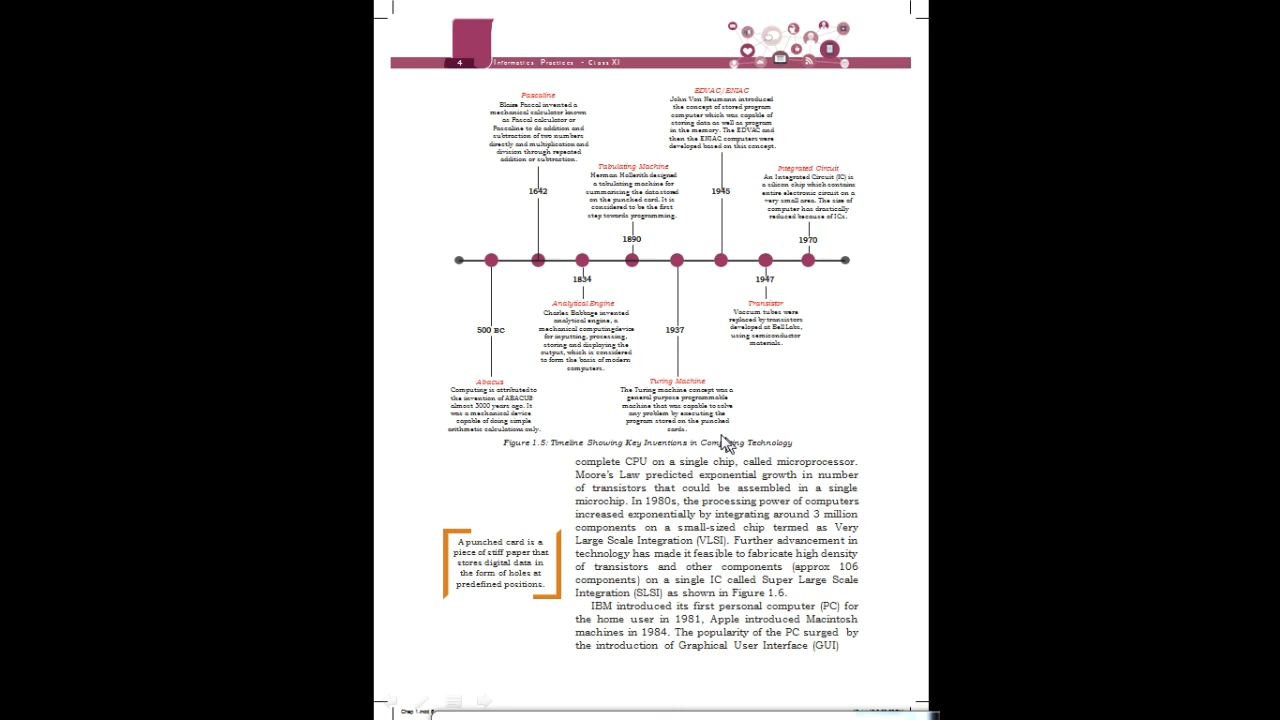 4
Informatics Practices - Class XI
Pascaline
Blaise Pascal invented a
mechanical calculator known
as Pascal calculator or
Pascaline to do addition and
subtraction of two numbers
directly and multiplication and
division through repeated
addition or subtraction.
1642
Tabulating Machine
Herman Hollerith designed
a tabulating machine for
summarising the data stored
on the punched card. It is
considered to be the first
step towards programming.
1890
EDVAC/ENIAC
John Von Neumann introduced
the concept of stored program
computer which was capable of
storing data as well as program
in the memory. The EDVAC and
then the ENIAC computers were
developed based on this concept.
1945
Integrated Circuit
An Integrated Circuit (IC) is
a silicon chip which contains
entire electronic circuit on a
very small area. The size of
computer has drastically
reduced because of ICs.
1970
500 BC
Abacus
Computing is attributed to
the invention of ABACUS
almost 3000 years ago. It
was a mechanical device
capable of doing simple
arithmetic calculations only.
1834
Analytical Engine
Charles Babbage invented
analytical engine, a
mechanical computing device
for inputting, processing,
storing and displaying the
output, which is considered
to form the basis of modern
computers.
1937
Turing Machine
The Turing machine concept was a
general purpose programmable
machine that was capable to solve
any problem by executing the
program stored on the punched
cards.
1947
Transistor
Vaccum tubes were
replaced by transistors
developed at Bell Labs,
using semiconductor
materials.
Figure 1.5: Timeline Showing Key Inventions in Computing Technology
complete CPU on a single chip, called microprocessor.
Moore's Law predicted exponential growth in number
of transistors that could be assembled in a single
microchip. In 1980s, the processing power of computers
increased exponentially by integrating around 3 million
components on a small-sized chip termed as Very
Large Scale Integration (VLSI). Further advancement in
technology has made it feasible to fabricate high density
of transistors and other components (approx 106
components) on a single IC called Super Large Scale
Integration (SLSI) as shown in Figure 1.6.
IBM introduced its first personal computer (PC) for
the home user in 1981, Apple introduced Macintosh
machines in 1984. The popularity of the PC surged by
the introduction of Graphical User Interface (GUI)
A punched card is a
piece of stiff paper that
stores digital data in
the form of holes at
predefined positions.
Chap 1.indd